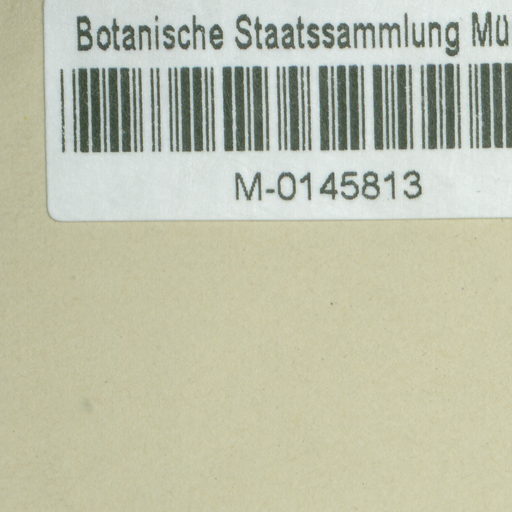 Botanische Staatssammlung Mü
M-0145813